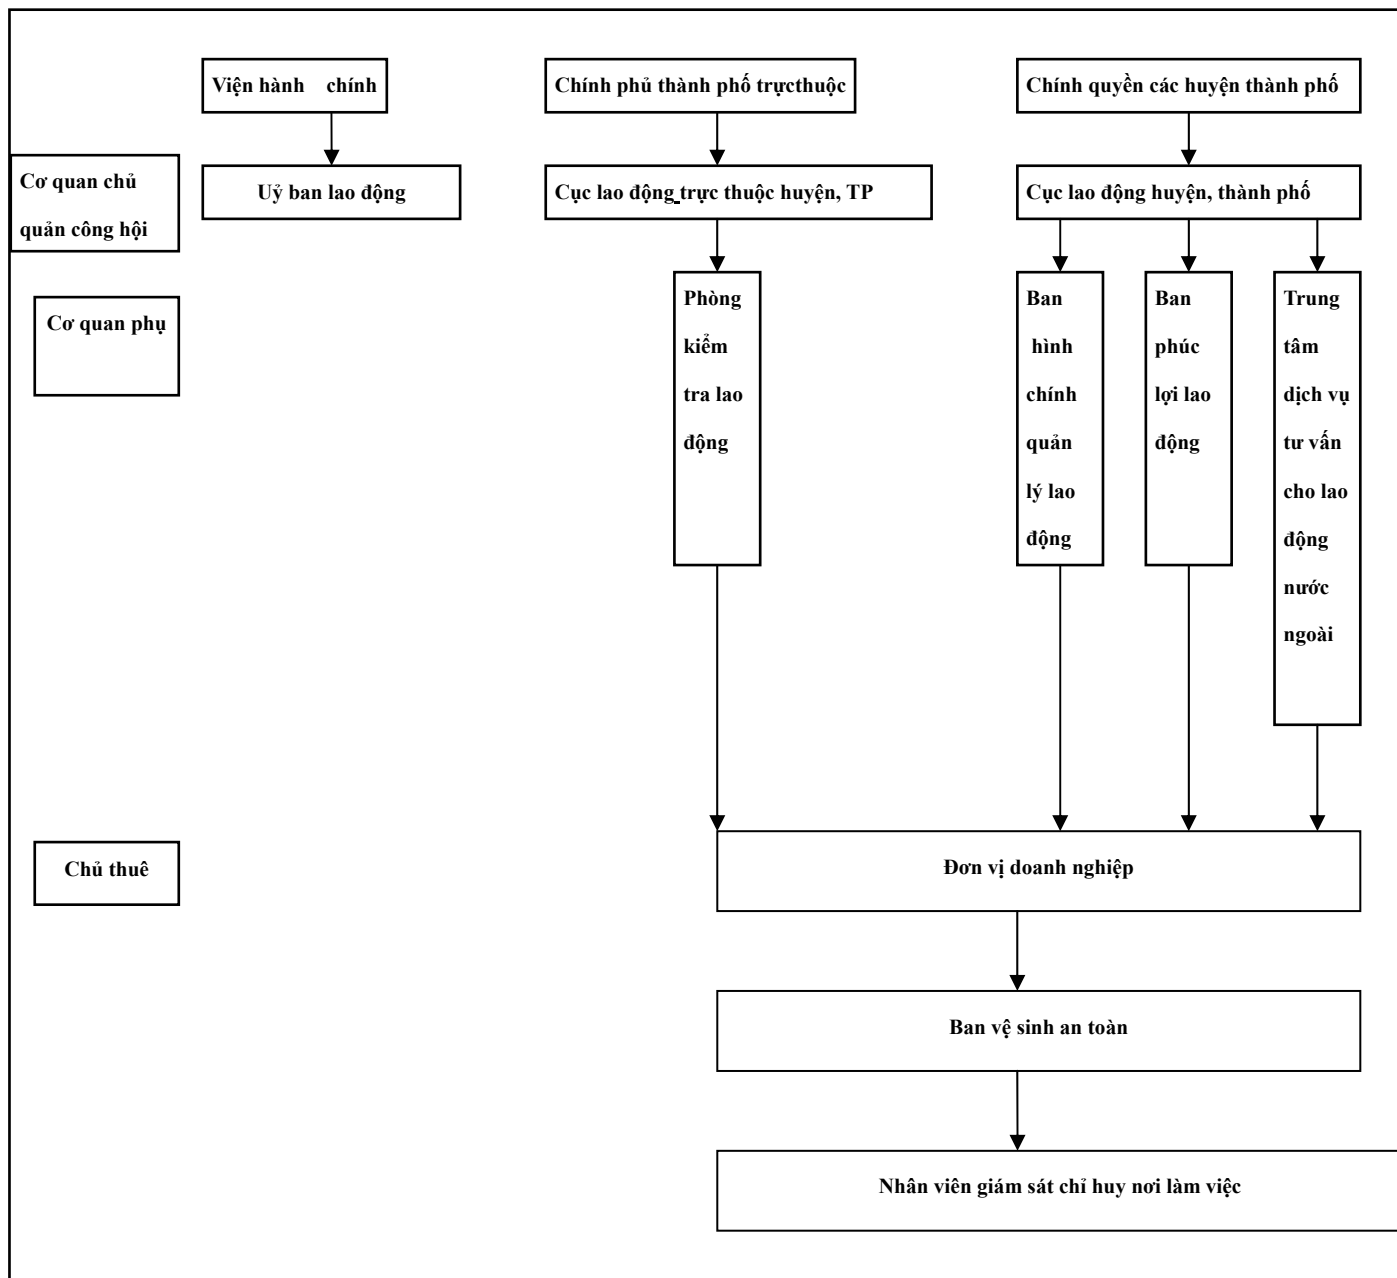 Viện hành chính
Chính phủ thành phố trựcthuộc
Chính quyền các huyện thành phố
Cơ quan chủ
quản công hội
Uỷ ban lao động
Cục lao động trực thuộc huyện, TP
Cục lao động huyện, thành phố
Cơ quan phụ
Phòng
kiểm
tra lao
động
Ban
hình
chính
quản
lý lao
động
Ban
phúc
lợi lao
động
Trung
tâm
dịch vụ
tư vấn
cho lao
động
nước
ngoài
Chủ thuê
Đơn vị doanh nghiệp
Ban vệ sinh an toàn
Nhân viên giám sát chỉ huy nơi làm việc